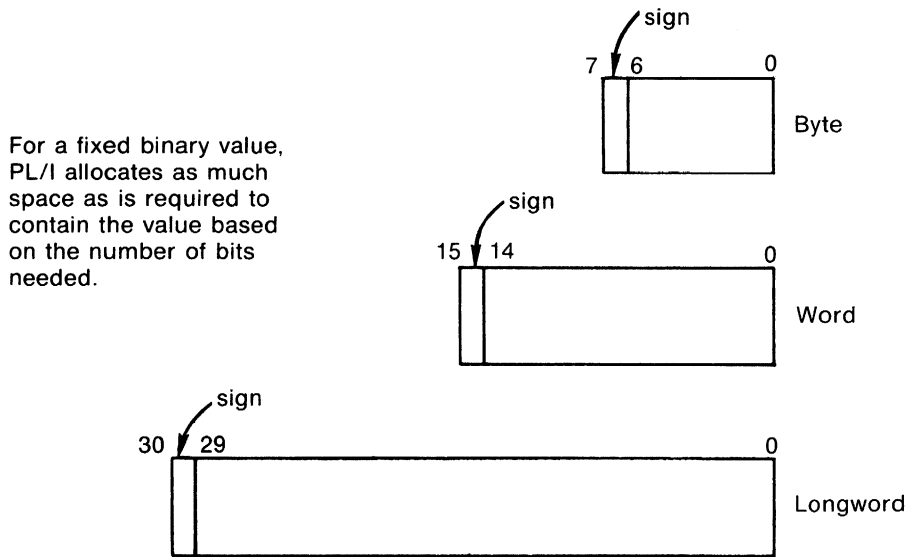 sign
7 6 0
Byte
For a fixed binary value,
PL/I allocates as much
space as is required to
contain the value based
on the number of bits
needed.
sign
15 14 0
Word
sign
30 29 0
Longword